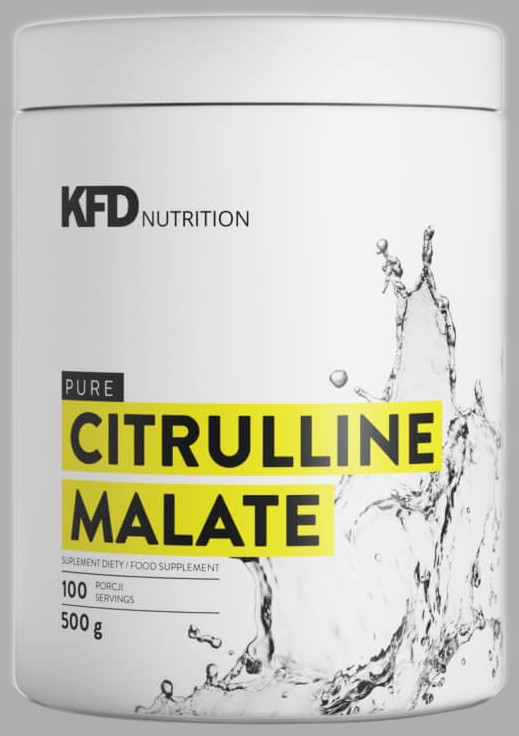 KFD NUTRITION
PURE
CITRULLINE
MALATE
SUPLEMENT DIETY / FOOD SUPPLEMENT
100 PORCJI
SERVINGS
500 g